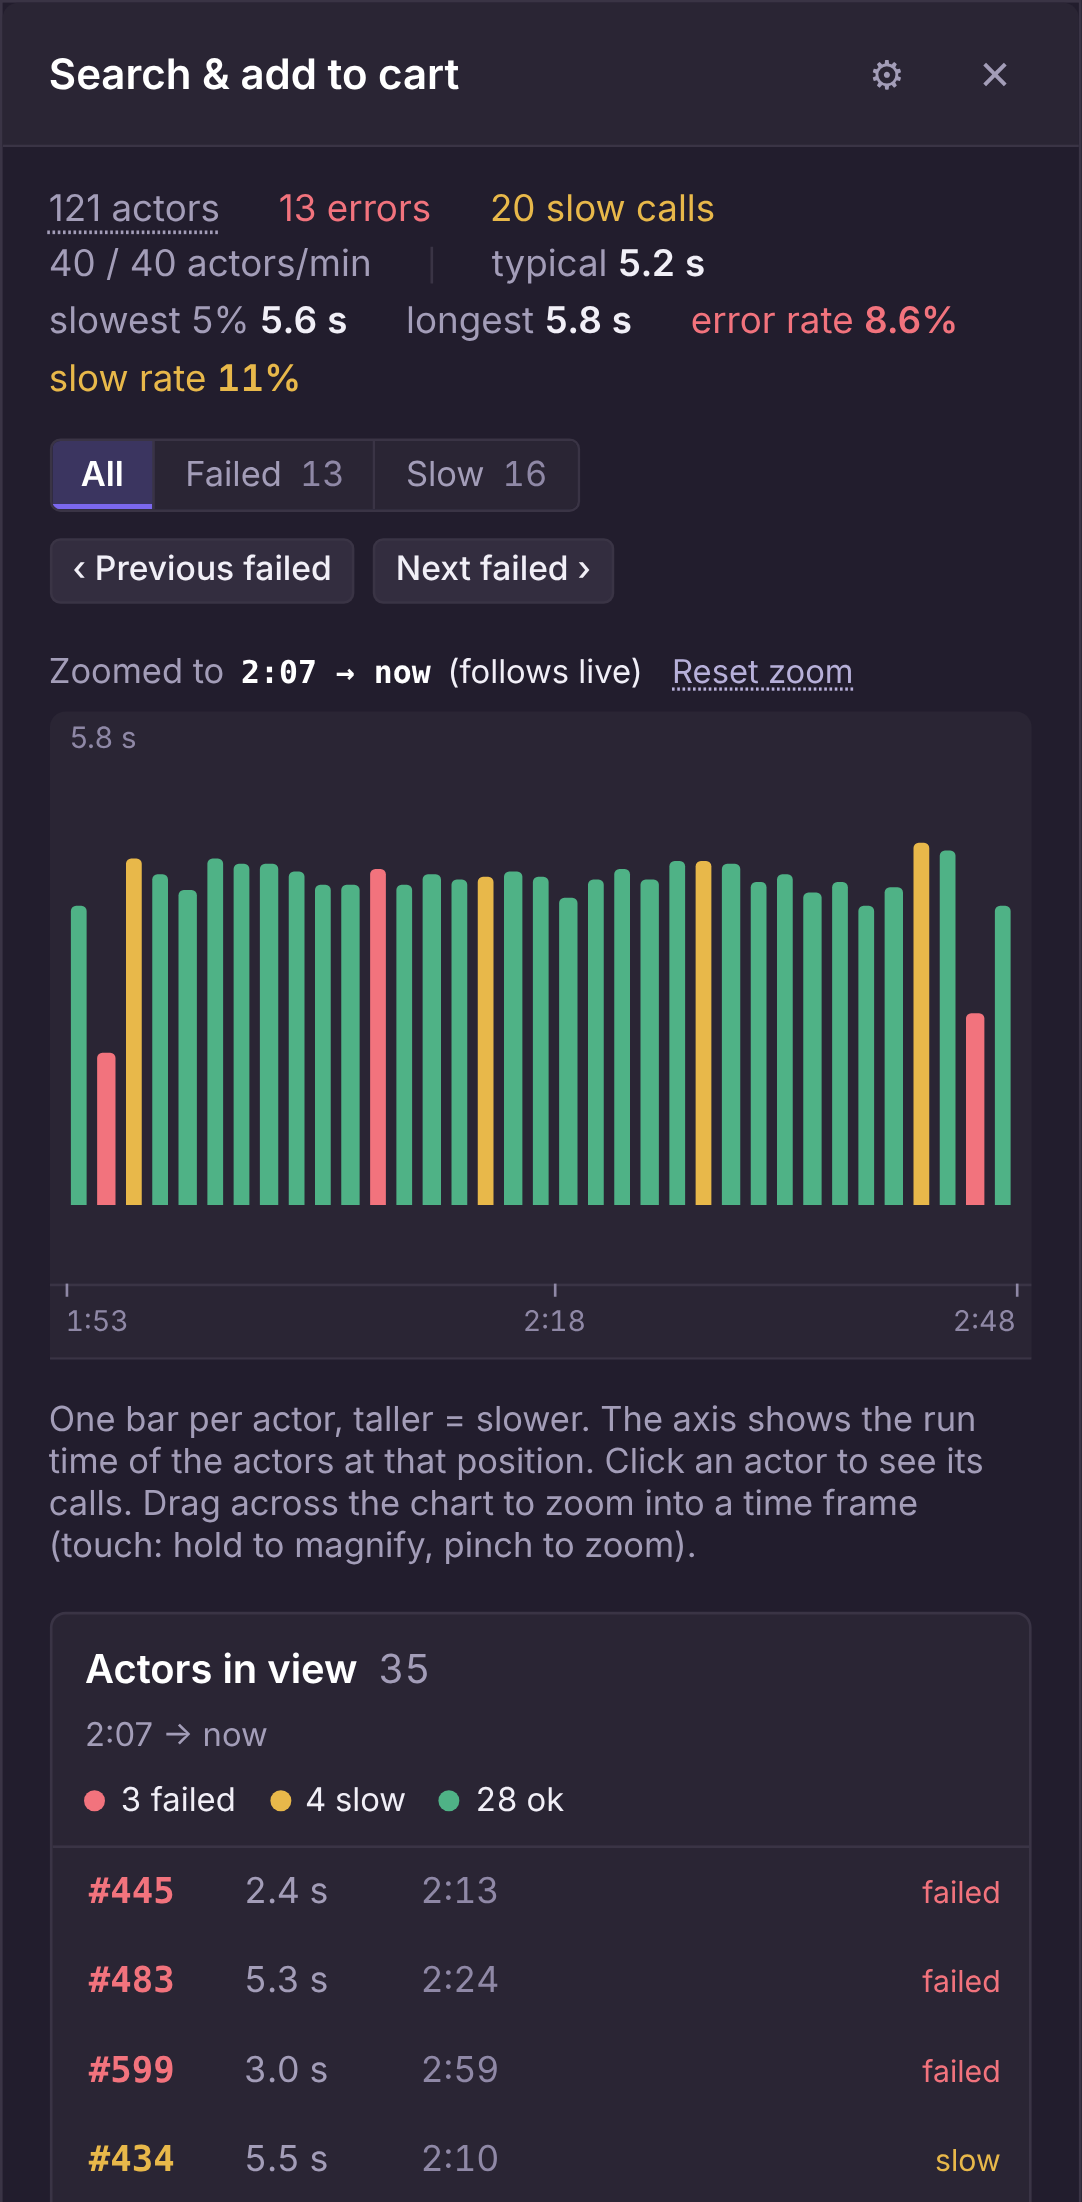 Search & add to cart
121 actors 13 errors 20 slow calls
40 / 40 actors/min typical 5.2 s
slowest 5% 5.6 s longest 5.8 s error rate 8.6%
slow rate 11%
All Failed 13 Slow 16
‹ Previous failed Next failed ›
Zoomed to 2:07 → now (follows live) Reset zoom
5.8 s
1:53 2:18 2:48
One bar per actor, taller = slower. The axis shows the run
time of the actors at that position. Click an actor to see its
calls. Drag across the chart to zoom into a time frame
(touch: hold to magnify, pinch to zoom).
Actors in view 35
2:07 → now
3 failed 4 slow 28 ok
#445 2.4 s 2:13 failed
#483 5.3 s 2:24 failed
#599 3.0 s 2:59 failed
#434 5.5 s 2:10 slow